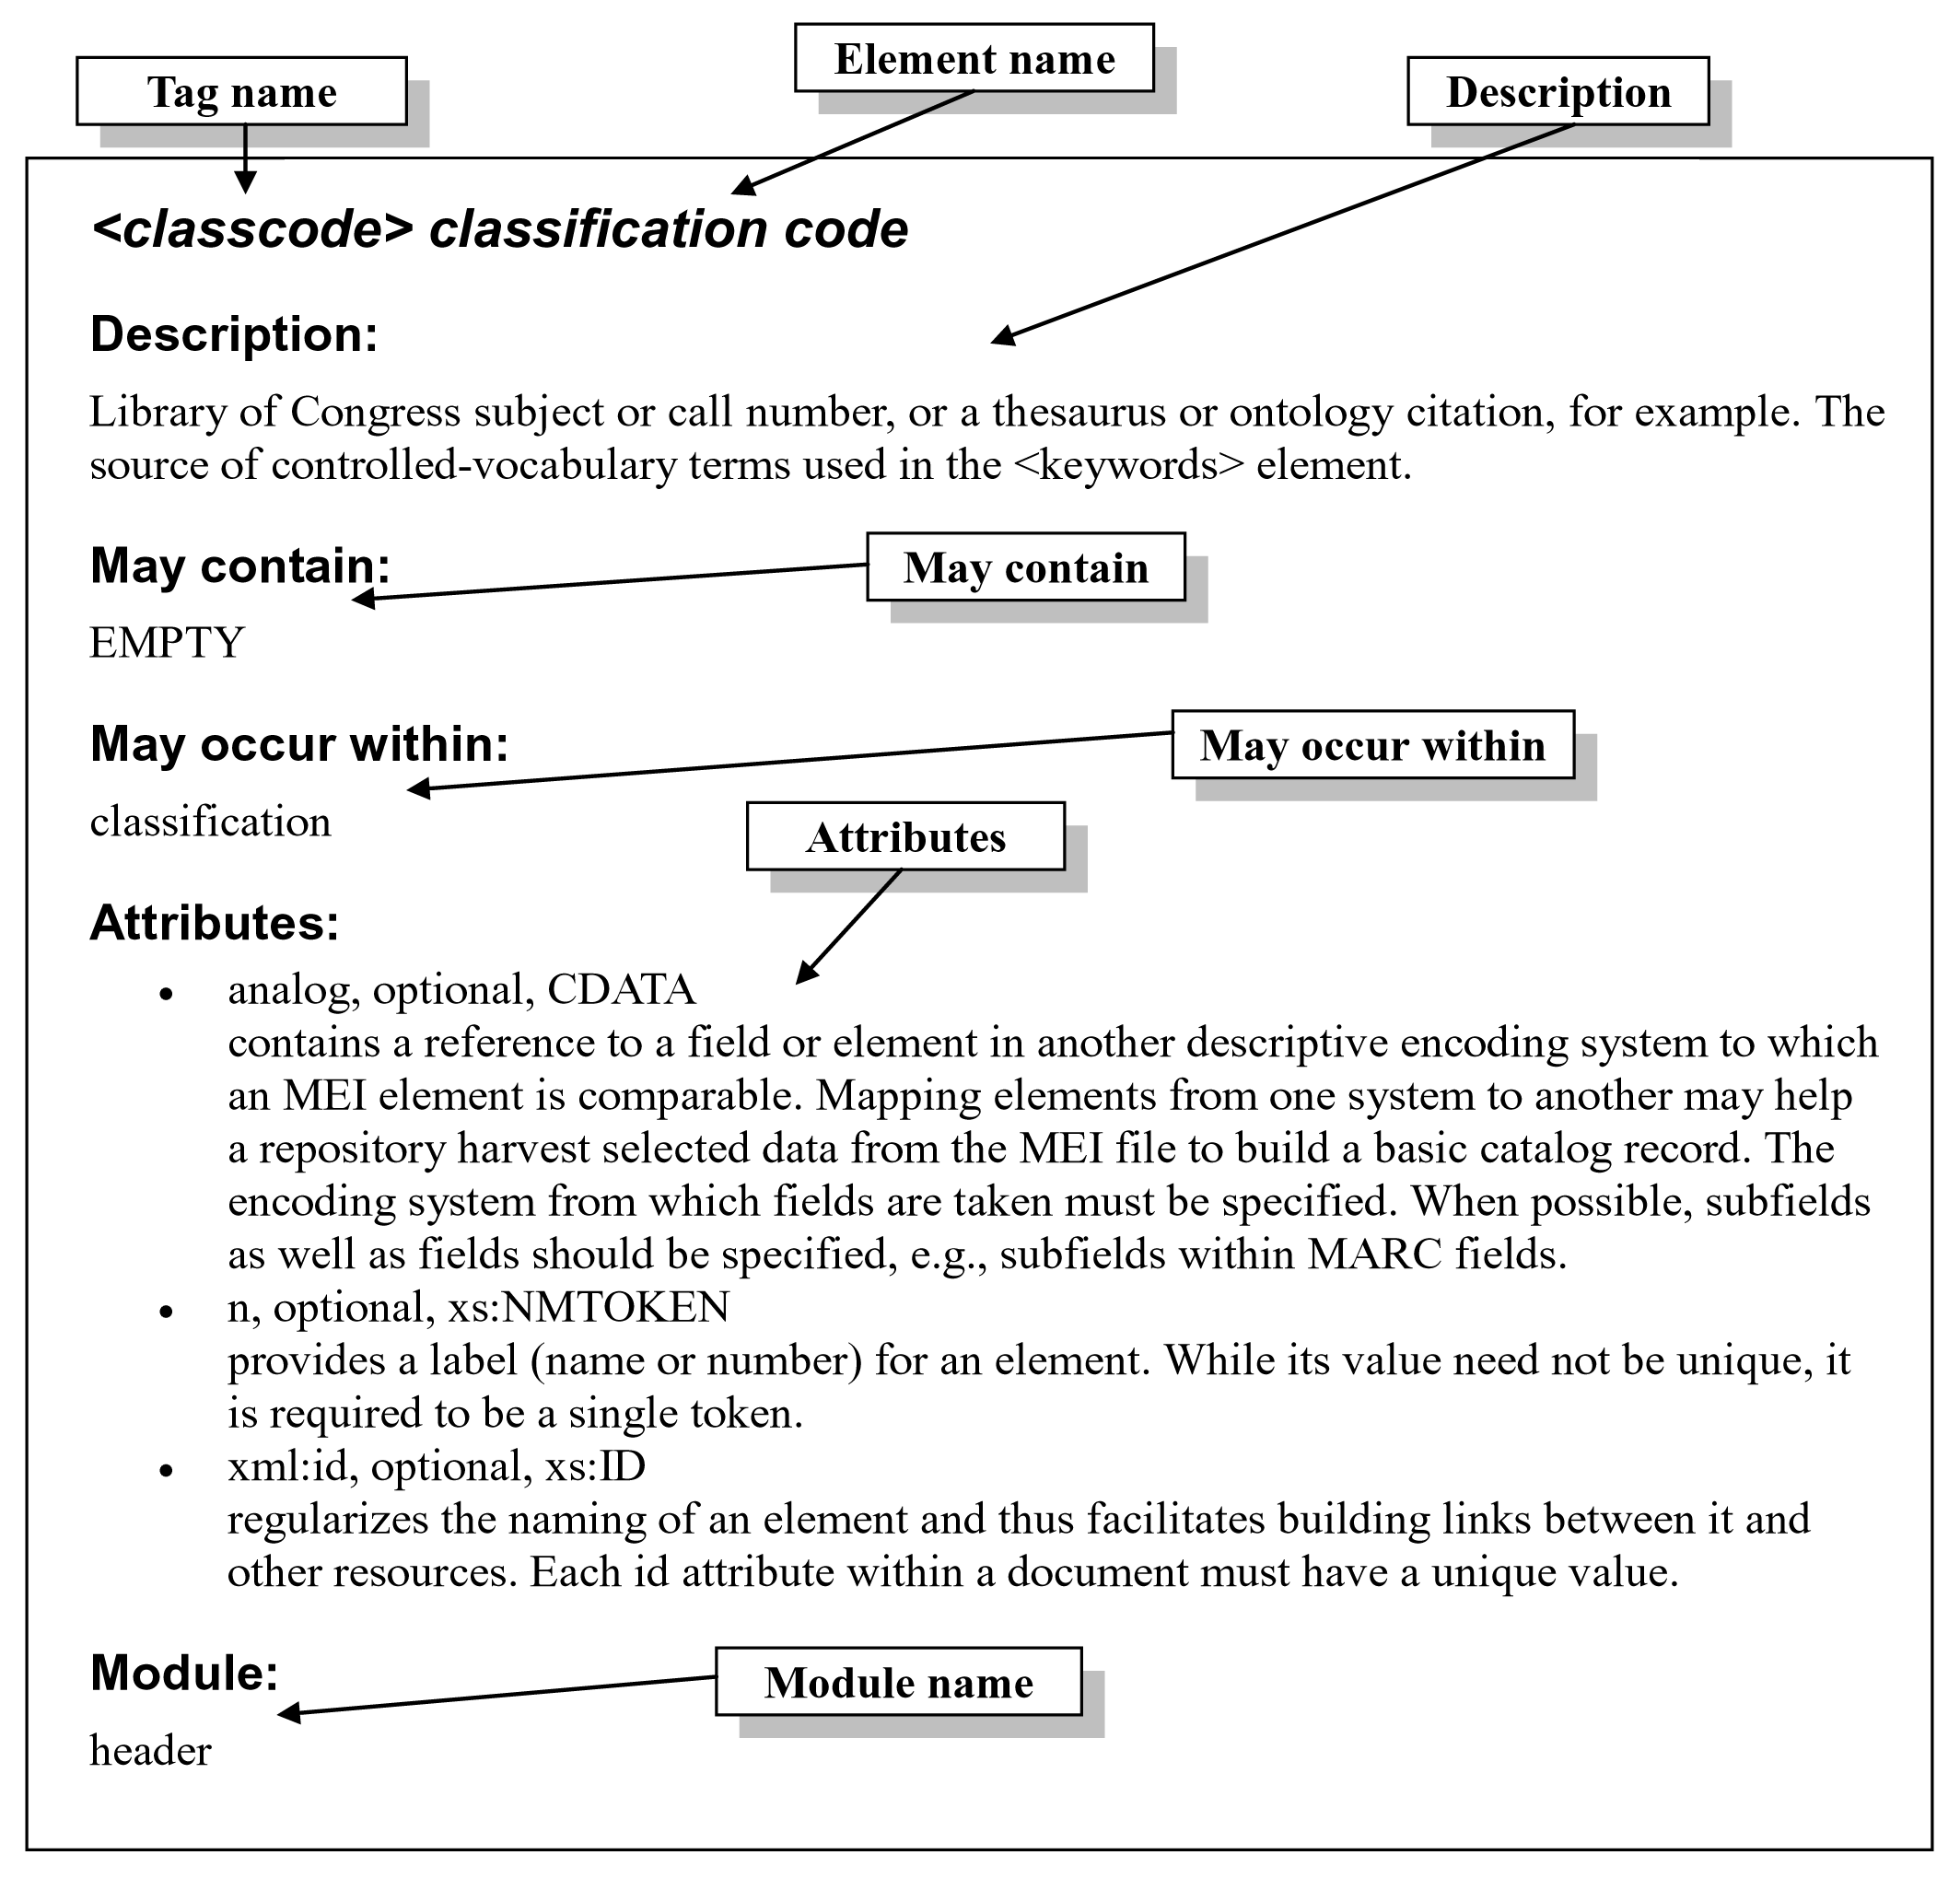 Tag name
Element name
Description
<classcode> classification code
Description:
Library of Congress subject or call number, or a thesaurus or ontology citation, for example. The
source of controlled-vocabulary terms used in the <keywords> element.
May contain:
May contain
EMPTY
May occur within:
May occur within
classification
Attributes
Attributes:
• analog, optional, CDATA
contains a reference to a field or element in another descriptive encoding system to which
an MEI element is comparable. Mapping elements from one system to another may help
a repository harvest selected data from the MEI file to build a basic catalog record. The
encoding system from which fields are taken must be specified. When possible, subfields
as well as fields should be specified, e.g., subfields within MARC fields.
• n, optional, xs:NMTOKEN
provides a label (name or number) for an element. While its value need not be unique, it
is required to be a single token.
• xml:id, optional, xs:ID
regularizes the naming of an element and thus facilitates building links between it and
other resources. Each id attribute within a document must have a unique value.
Module:
Module name
header